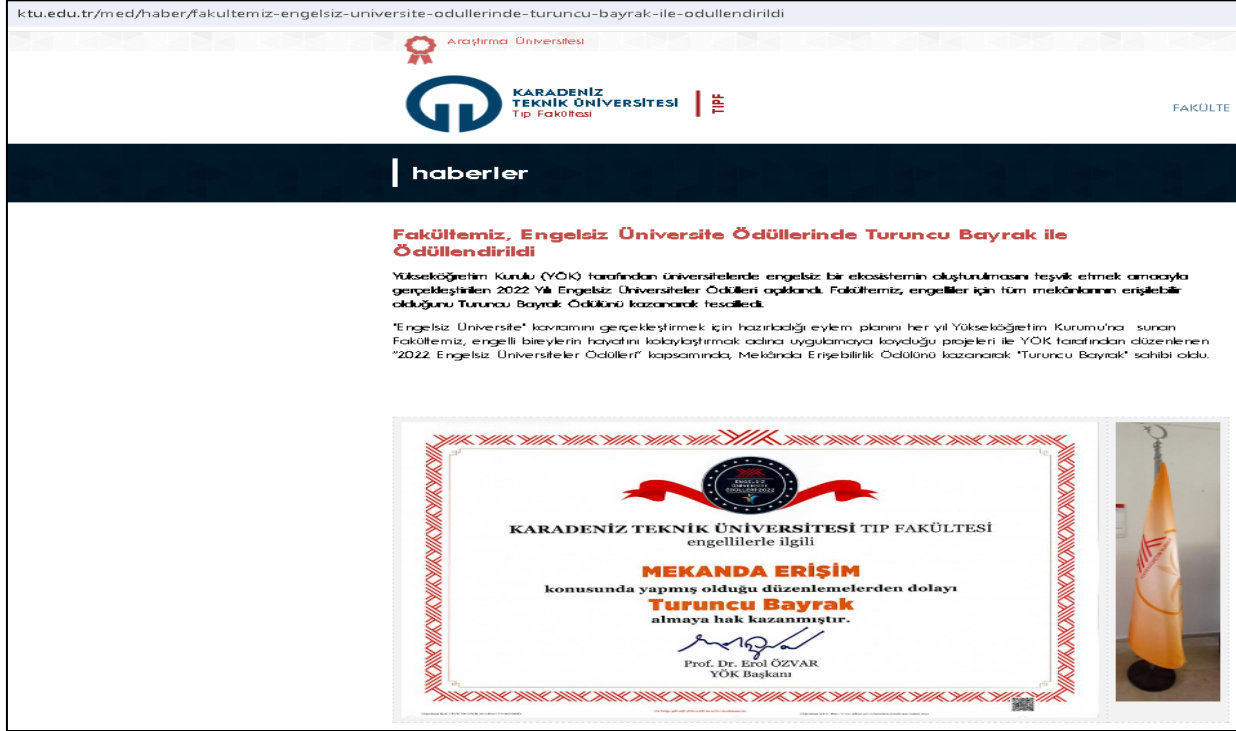 ktu.edu.tr/med/haber/fakultemiz-engelsiz-universite-odullerinde-turuncu-bayrak-ile-odullendirildi
Araştırma Üniversitesi
KARADENİZ
TEKNİK ÜNİVERSİTESİ
Tıp Fakültesi
TIPF
FAKÜLTE
haberler
Fakültemiz, Engelsiz Üniversite Ödüllerinde Turuncu Bayrak ile
Ödüllendirildi
Yükseköğretim Kurulu (YÖK) tarafından üniversitelerde engelsiz bir ekosistemin oluşturulmasını teşvik etmek amacıyla
gerçekleştirilen 2022 Yılı Engelsiz Üniversiteler Ödülleri açıklandı. Fakültemiz, engelliler için tüm mekânlarının erişilebilir
olduğunu Turuncu Bayrak Ödülünü kazanarak tescilledi.
"Engelsiz Üniversite" kavramını gerçekleştirmek için hazırladığı eylem planını her yıl Yükseköğretim Kurumu'na sunan
Fakültemiz, engelli bireylerin hayatını kolaylaştırmak adına uygulamaya koyduğu projeleri ile YÖK tarafından düzenlenen
"2022 Engelsiz Üniversiteler Ödülleri" kapsamında, Mekânda Erişebilirlik Ödülünü kazanarak "Turuncu Bayrak" sahibi oldu.
ENGELSİZ
ÜNİVERSİTE
ÖDÜLLERİ 2022
KARADENİZ TEKNİK ÜNİVERSİTESİ TIP FAKÜLTESİ
engellilerle ilgili
MEKANDA ERİŞİM
konusunda yapmış olduğu düzenlemelerden dolayı
Turuncu Bayrak
almaya hak kazanmıştır.
Prof. Dr. Erol ÖZVAR
YÖK Başkanı